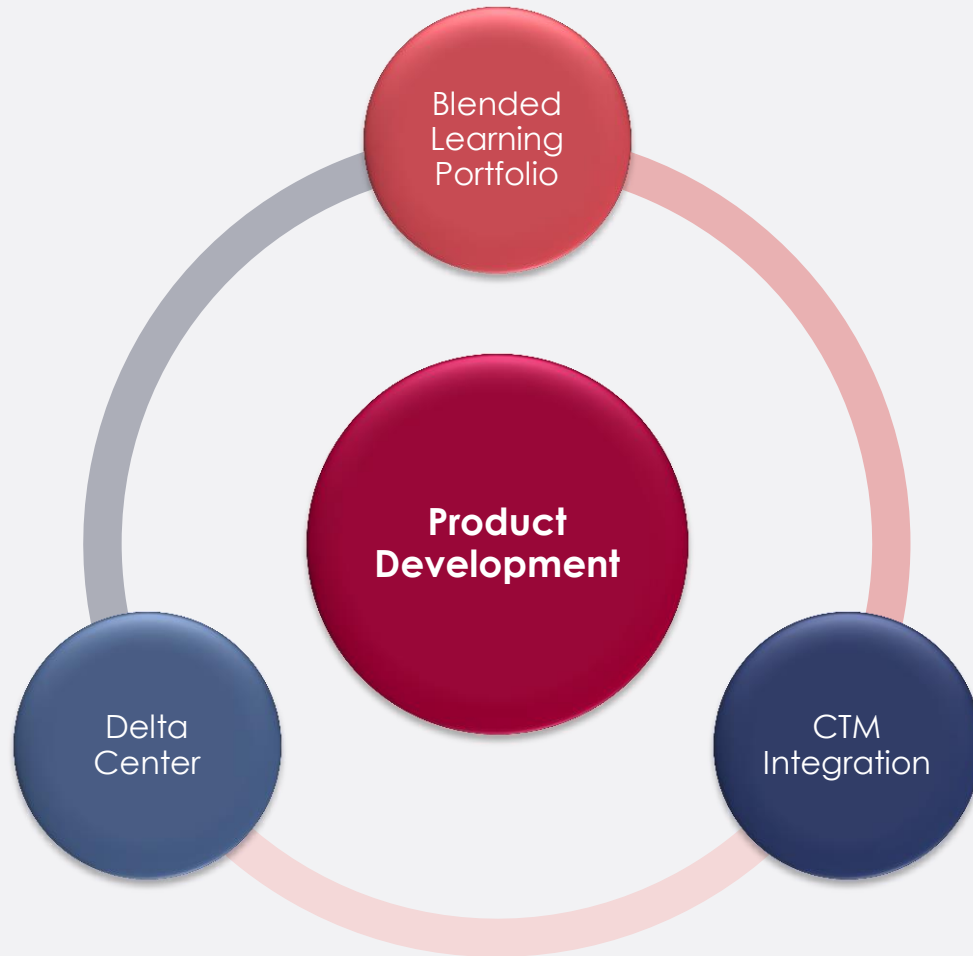 Blended
Learning
Portfolio
Product
Development
Delta
Center
CTM
Integration